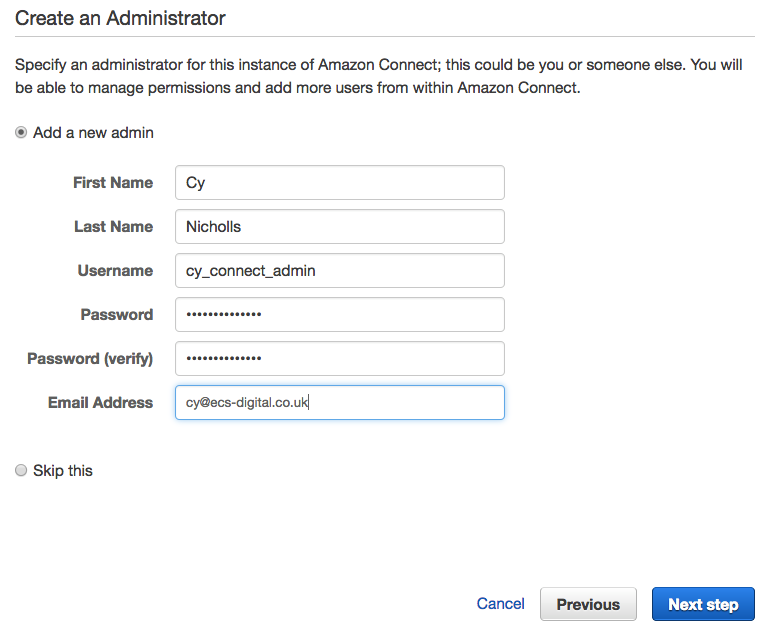 Create an Administrator
Specify an administrator for this instance of Amazon Connect; this could be you or someone else. You will
be able to manage permissions and add more users from within Amazon Connect.
Add a new admin
First Name Cy
Last Name Nicholls
Username cy_connect_admin
Password ••••••••••••••
Password (verify) ••••••••••••••
Email Address cy@ecs-digital.co.uk
Skip this
Cancel Previous Next step